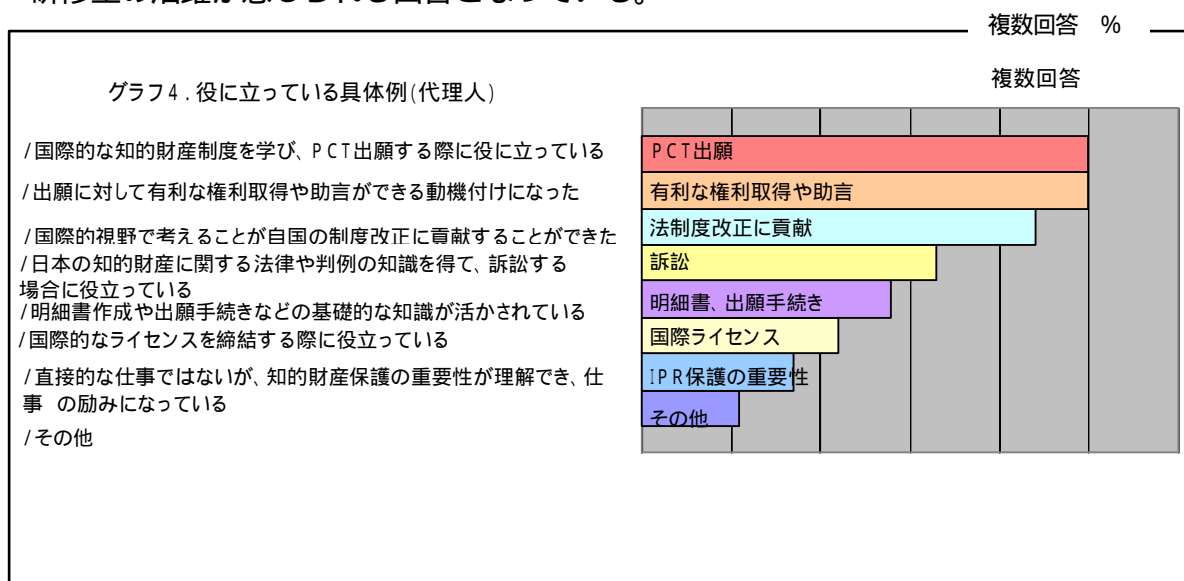 複数回答　%
複数回答
グラフ4．役に立っている具体例(代理人)
/国際的な知的財産制度を学び、PCT出願する際に役に立っている
/出願に対して有利な権利取得や助言ができる動機付けになった
/国際的視野で考えることが自国の制度改正に貢献することができた
/日本の知的財産に関する法律や判例の知識を得て、訴訟する
場合に役立っている
/明細書作成や出願手続きなどの基礎的な知識が活かされている
/国際的なライセンスを締結する際に役立っている
/直接的な仕事ではないが、知的財産保護の重要性が理解でき、仕
事　の励みになっている
/その他
PCT出願
有利な権利取得や助言
法制度改正に貢献
訴訟
明細書、出願手続き
国際ライセンス
IPR保護の重要性
その他